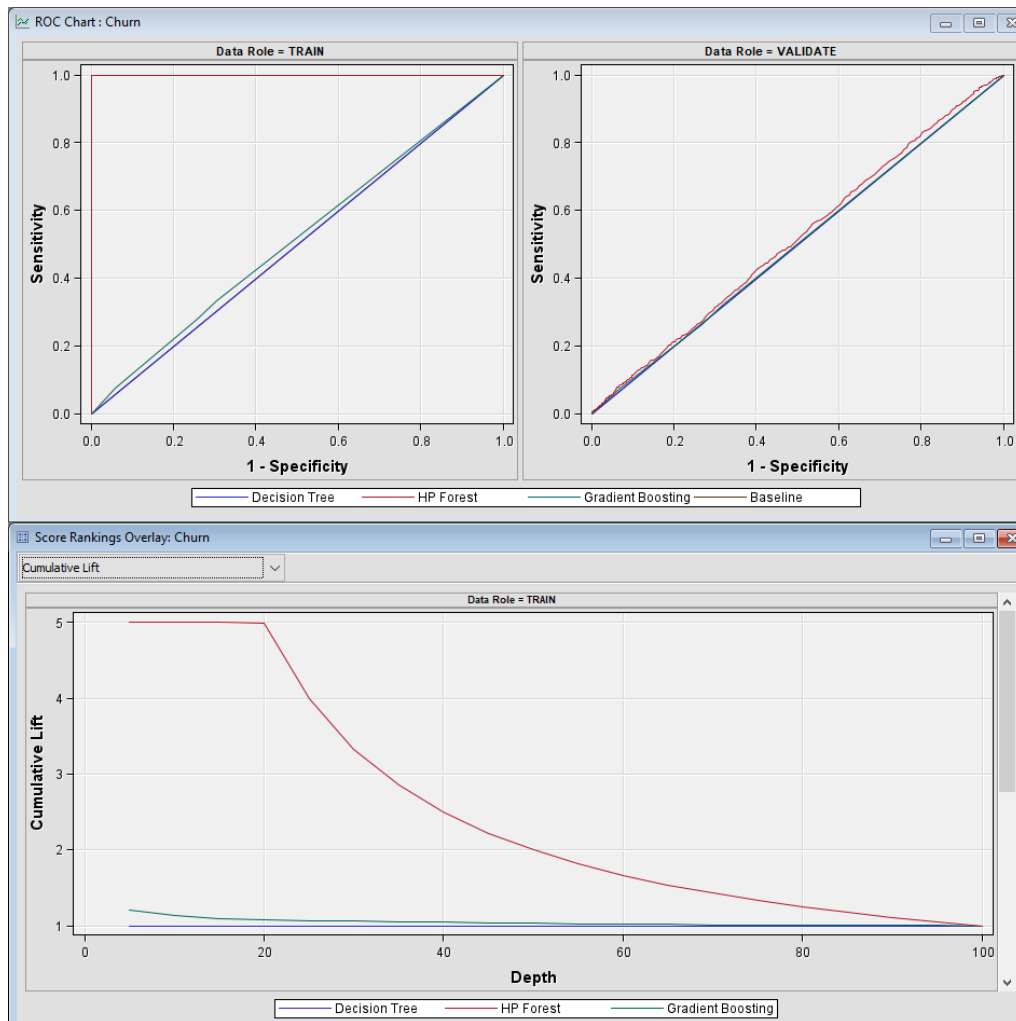 ROC Chart : Churn
Data Role = TRAIN
Data Role = VALIDATE
1.0
0.8
0.6
0.4
0.2
0.0
Sensitivity
0.0 0.2 0.4 0.6 0.8 1.0
1 - Specificity
1.0
0.8
0.6
0.4
0.2
0.0
Sensitivity
0.0 0.2 0.4 0.6 0.8 1.0
1 - Specificity
Decision Tree HP Forest Gradient Boosting Baseline
Score Rankings Overlay: Churn
Cumulative Lift
Data Role = TRAIN
5
4
3
2
1
Cumulative Lift
0 20 40 60 80 100
Depth
Decision Tree HP Forest Gradient Boosting